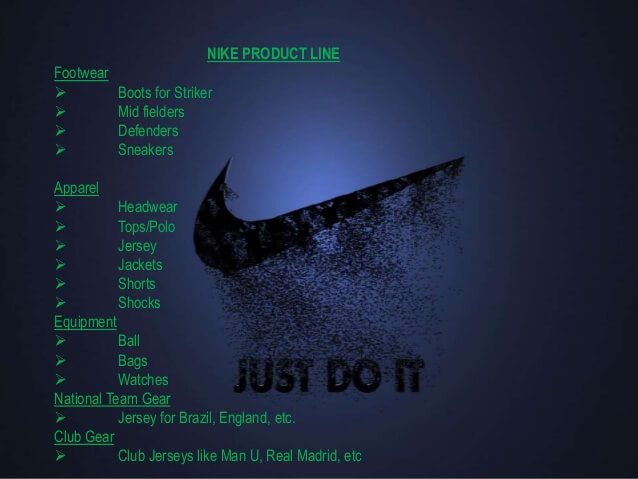 NIKE PRODUCT LINE
Footwear
➢ Boots for Striker
➢ Mid fielders
➢ Defenders
➢ Sneakers
Apparel
➢ Headwear
➢ Tops/Polo
➢ Jersey
➢ Jackets
➢ Shorts
➢ Shocks
Equipment
➢ Ball
➢ Bags
➢ Watches
National Team Gear
➢ Jersey for Brazil, England, etc.
Club Gear
➢ Club Jerseys like Man U, Real Madrid, etc
JUST DO IT